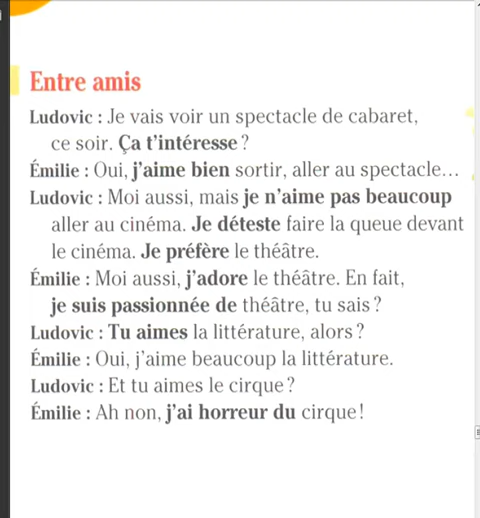 Entre amis
Ludovic : Je vais voir un spectacle de cabaret,
ce soir. Ça t'intéresse ?
Émilie : Oui, j'aime bien sortir, aller au spectacle…
Ludovic : Moi aussi, mais je n'aime pas beaucoup
aller au cinéma. Je déteste faire la queue devant
le cinéma. Je préfère le théâtre.
Émilie : Moi aussi, j'adore le théâtre. En fait,
je suis passionnée de théâtre, tu sais ?
Ludovic : Tu aimes la littérature, alors ?
Émilie : Oui, j'aime beaucoup la littérature.
Ludovic : Et tu aimes le cirque ?
Émilie : Ah non, j'ai horreur du cirque !